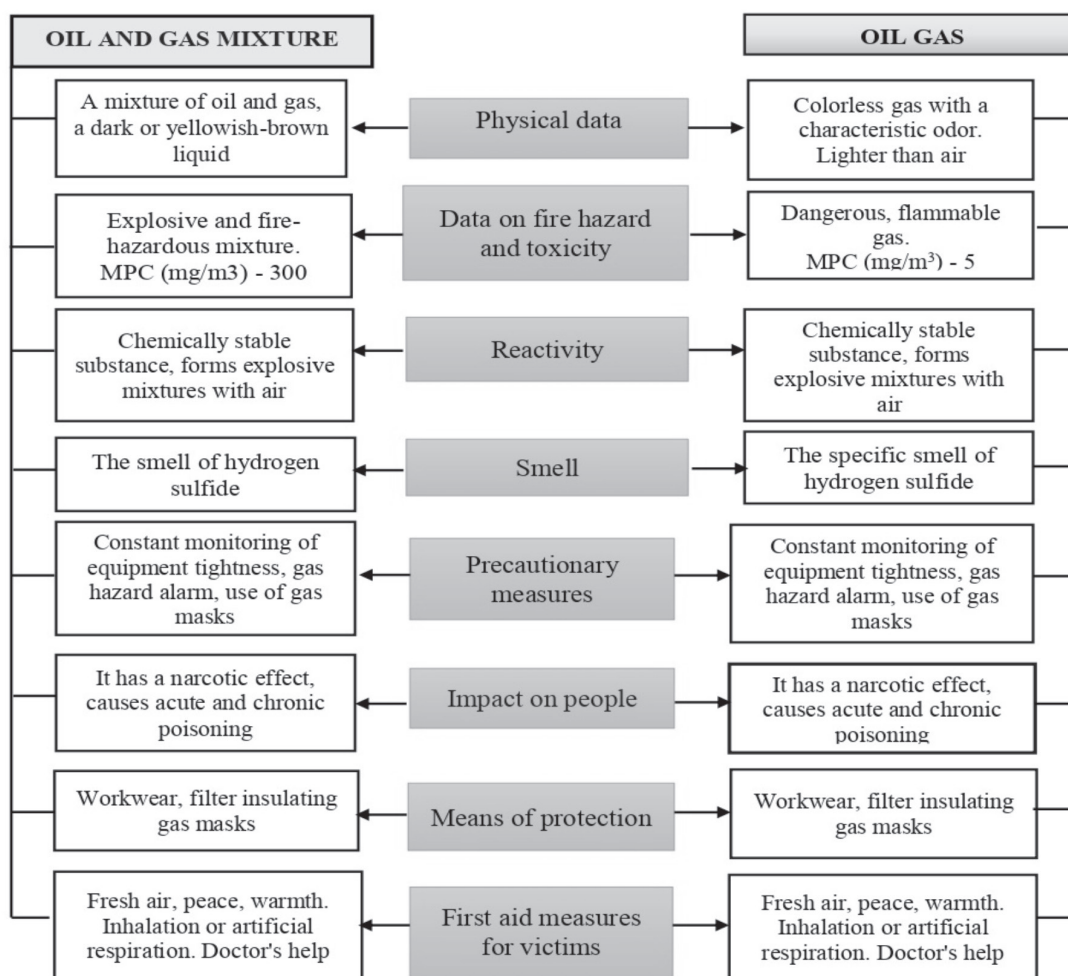 OIL AND GAS MIXTURE
OIL GAS
A mixture of oil and gas,
a dark or yellowish-brown
liquid
Physical data
Colorless gas with a
characteristic odor.
Lighter than air
Explosive and fire-
hazardous mixture.
MPC (mg/m3) - 300
Data on fire hazard
and toxicity
Dangerous, flammable
gas.
MPC (mg/m³) - 5
Chemically stable
substance, forms explosive
mixtures with air
Reactivity
Chemically stable
substance, forms
explosive mixtures with
air
The smell of hydrogen
sulfide
Smell
The specific smell of
hydrogen sulfide
Constant monitoring of
equipment tightness, gas
hazard alarm, use of gas
masks
Precautionary
measures
Constant monitoring of
equipment tightness, gas
hazard alarm, use of gas
masks
It has a narcotic effect,
causes acute and chronic
poisoning
Impact on people
It has a narcotic effect,
causes acute and chronic
poisoning
Workwear, filter insulating
gas masks
Means of protection
Workwear, filter insulating
gas masks
Fresh air, peace, warmth.
Inhalation or artificial
respiration. Doctor's help
First aid measures
for victims
Fresh air, peace, warmth.
Inhalation or artificial
respiration. Doctor's help